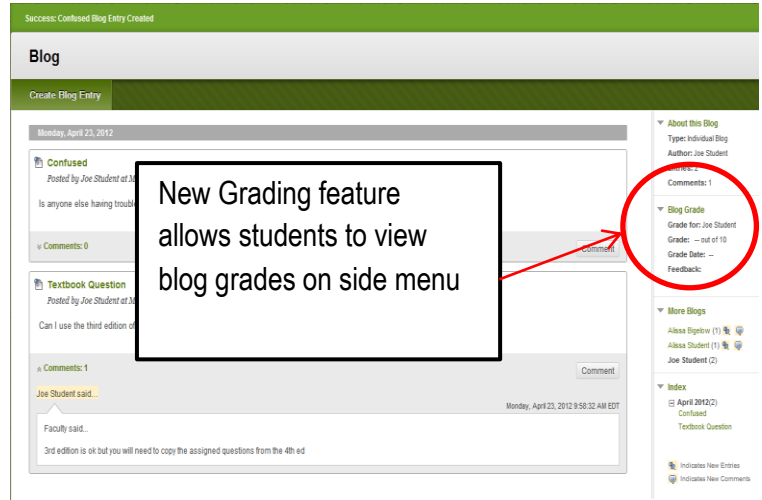 Success: Confused Blog Entry Created
Blog
Create Blog Entry
Monday, April 23, 2012
Confused
Posted by Joe Student at
Is anyone else having
Comments: 0
Comment
Textbook Question
Posted by Joe Student at
Can I use the third edition of
Comments: 1
Comment
Joe Student said...
Monday, April 23, 2012 9:58:32 AM EDT
Faculty said...
3rd edition is ok but you will need to copy the assigned questions from the 4th ed
New Grading feature
allows students to view
blog grades on side menu
About this Blog
Type: Individual Blog
Author: Joe Student
Entries: 2
Comments: 1
Blog Grade
Grade for: Joe Student
Grade: -- out of 10
Grade Date: --
Feedback:
More Blogs
Alissa Bigelow (1)
Alissa Student (1)
Joe Student (2)
Index
April 2012(2)
Confused
Textbook Question
Indicates New Entries
Indicates New Comments